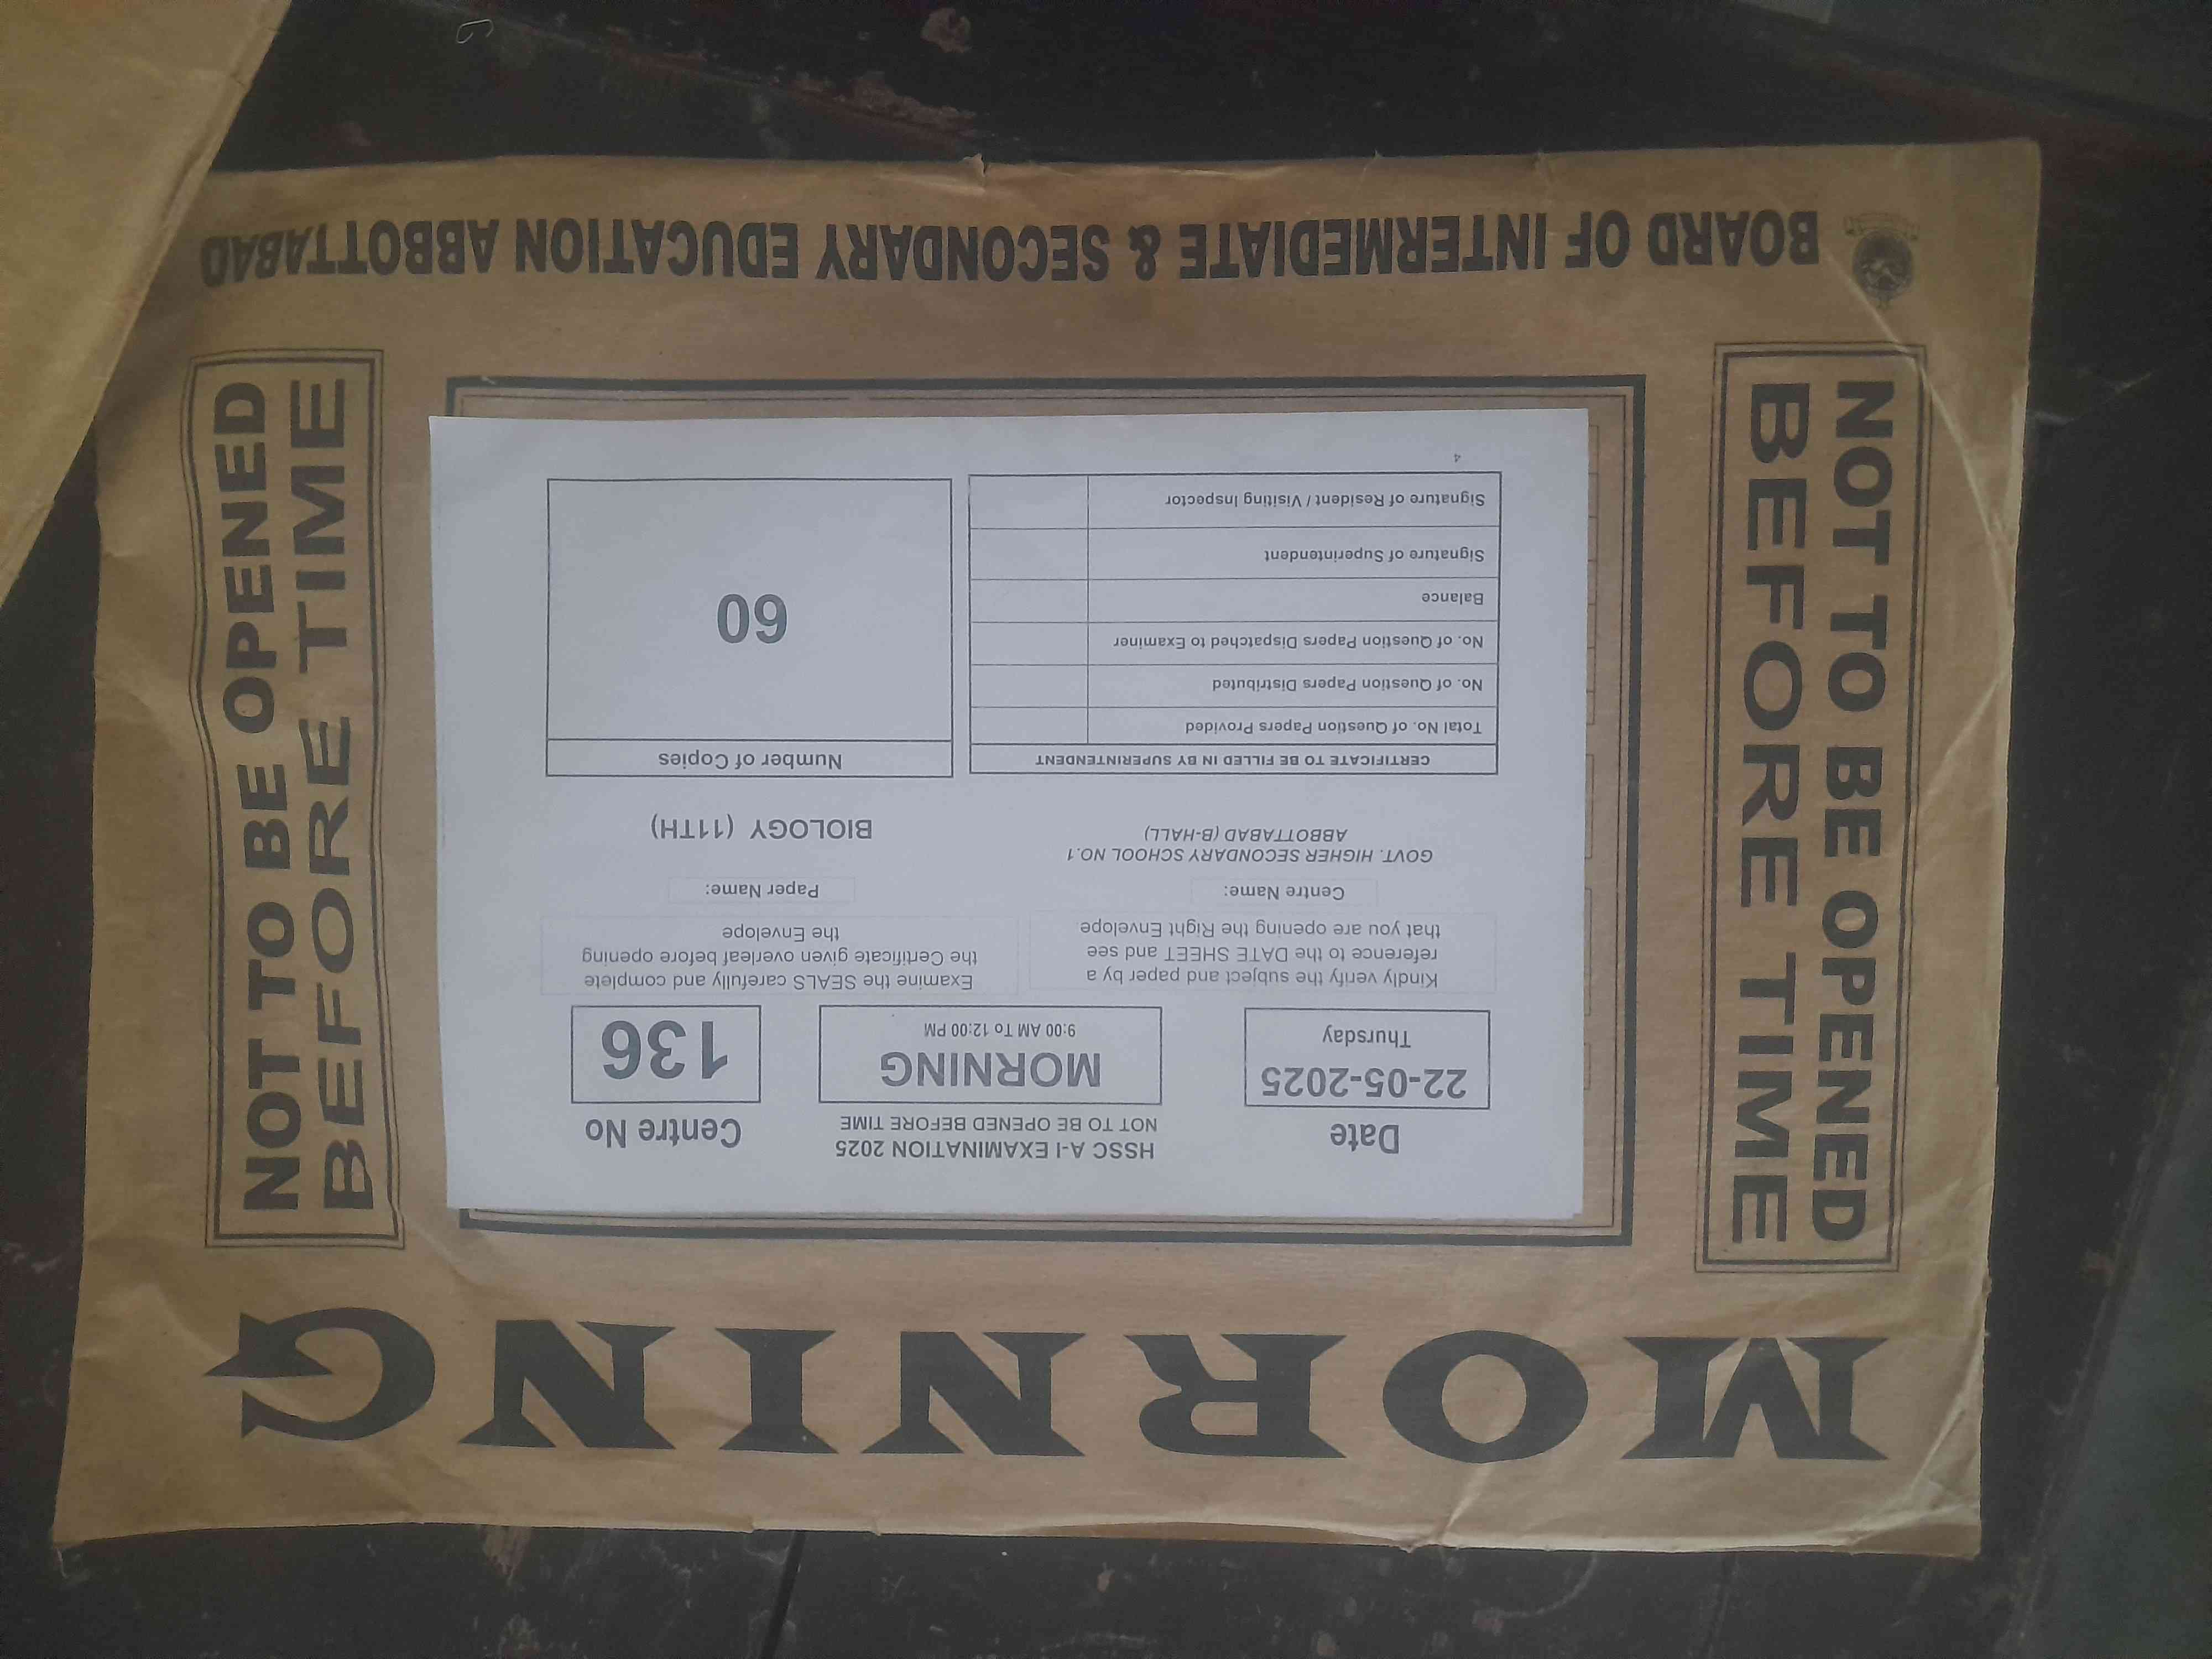 BOARD OF INTERMEDIATE & SECONDARY EDUCATION ABBOTTABAD
NOT TO BE OPENED
BEFORE TIME
HSSC A-I EXAMINATION 2025
NOT TO BE OPENED BEFORE TIME
Date
22-05-2025
Thursday
MORNING
9:00 AM To 12:00 PM
Centre No
136
Kindly verify the subject and paper by a
reference to the DATE SHEET and see
that you are opening the Right Envelope
Examine the SEALS carefully and complete
the Certificate given overleaf before opening
the Envelope
Centre Name:
GOVT. HIGHER SECONDARY SCHOOL NO.1
ABBOTTABAD (B-HALL)
Paper Name:
BIOLOGY (11TH)
CERTIFICATE TO BE FILLED IN BY SUPERINTENDENT
Total No. of Question Papers Provided
No. of Question Papers Distributed
No. of Question Papers Dispatched to Examiner
Balance
Signature of Superintendent
Signature of Resident / Visiting Inspector
Number of Copies
60
4
NOT TO BE OPENED
BEFORE TIME
MORNING